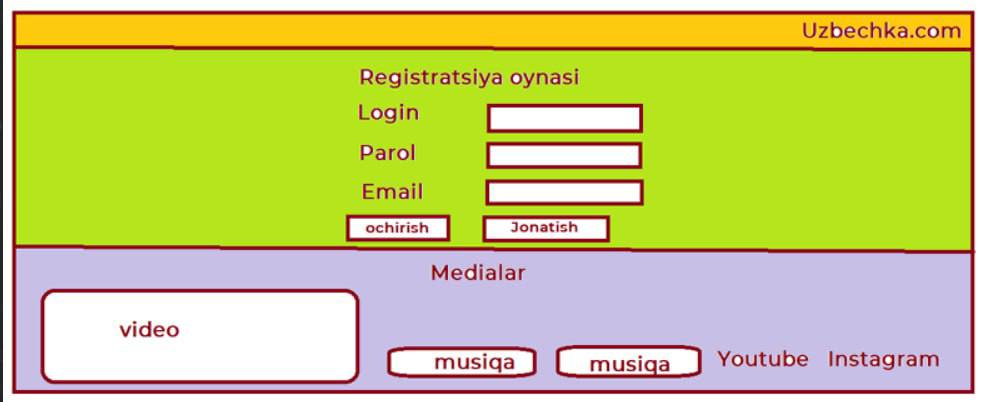 Uzbechka.com
Registratsiya oynasi
Login
Parol
Email
ochirish Jonatish
Medialar
video
musiqa musiqa Youtube Instagram